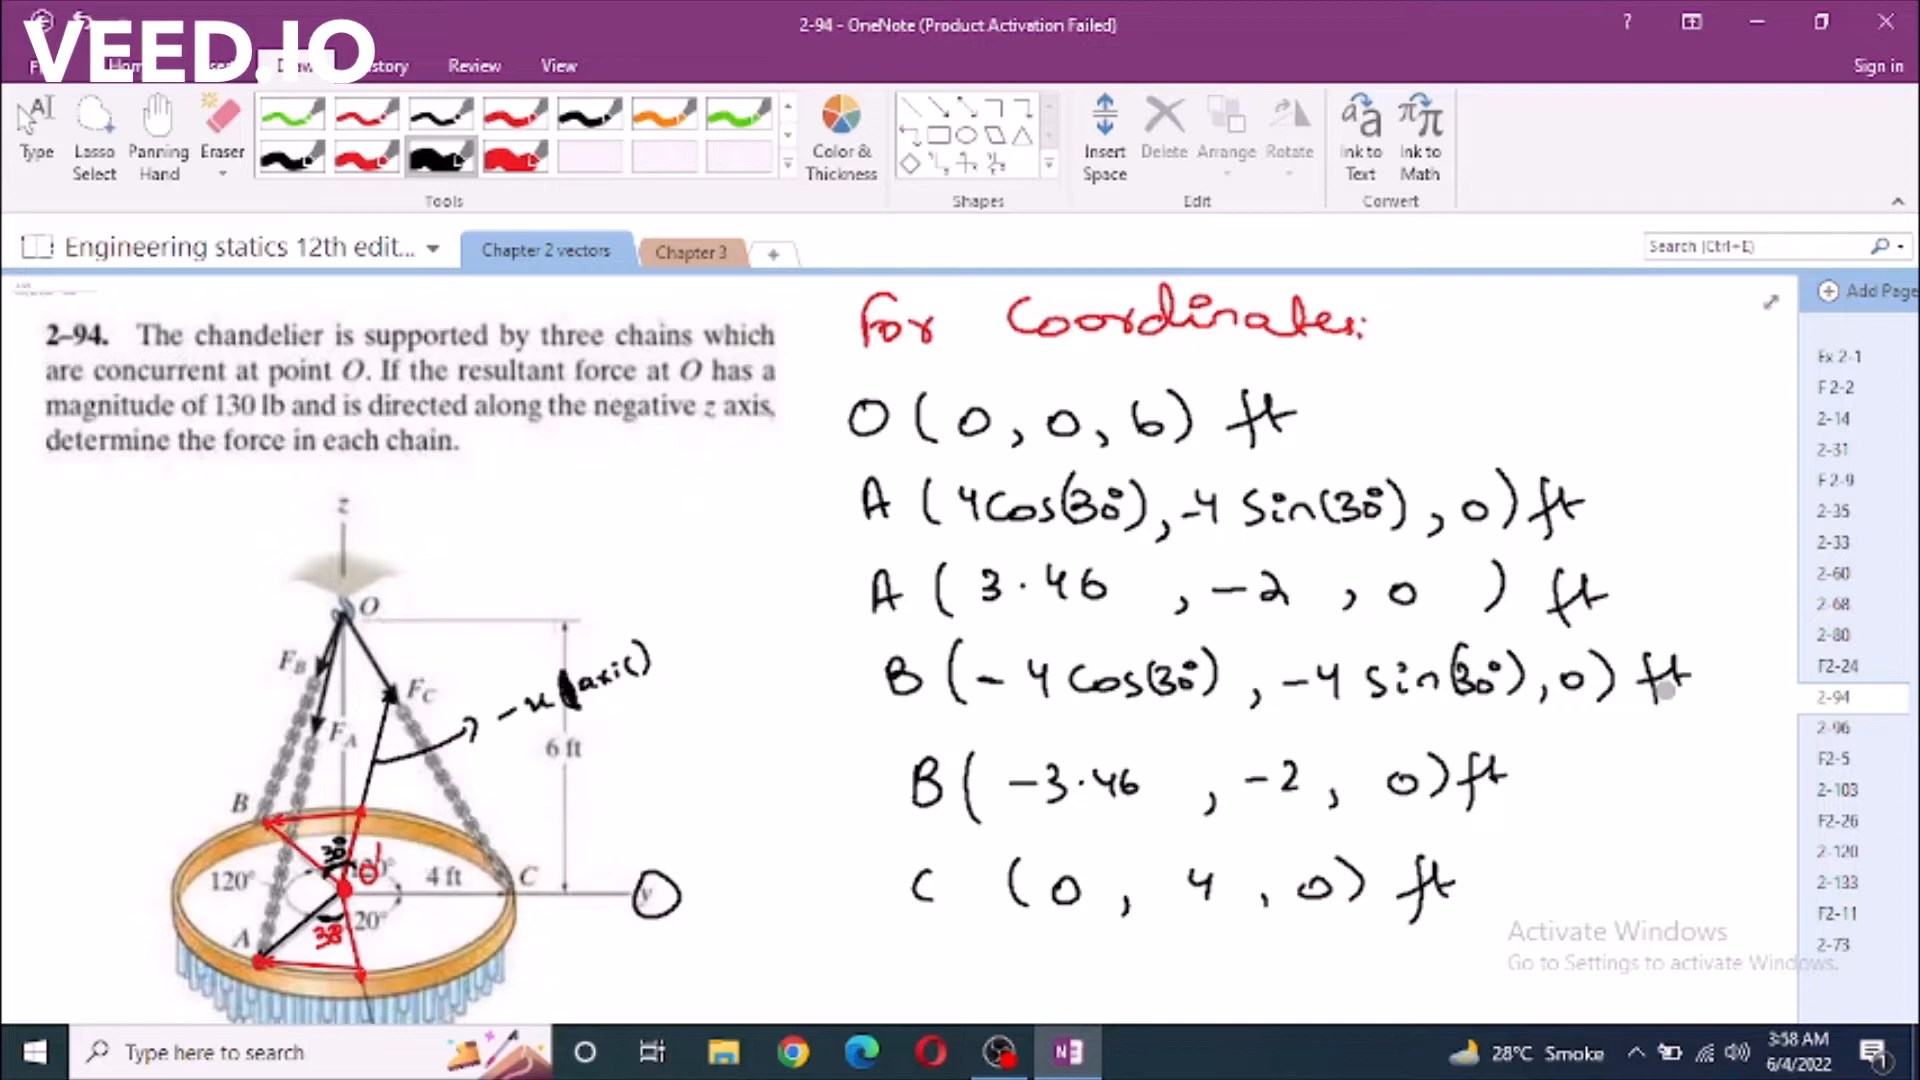 VEED.IO
2-94 - OneNote (Product Activation Failed)
?
Review
View
Sign in
Type
Lasso Select
Panning Hand
Eraser
Color & Thickness
Insert Space
Delete
Arrange
Rotate
Ink to Text
Ink to Math
Tools
Shapes
Edit
Convert
Engineering statics 12th edit...
Chapter 2 vectors
Chapter 3
Search (Ctrl+E)
Add Page
2–94. The chandelier is supported by three chains which
are concurrent at point O. If the resultant force at O has a
magnitude of 130 lb and is directed along the negative z axis,
determine the force in each chain.
z
O
F_B
F_C
F_A
-x axis
6 ft
B
30
120°
O'
120°
4 ft
C
y
A
30
20°
For Coordinates:
O ( 0 , 0 , 6 ) ft
A ( 4 Cos(30°) , -4 Sin(30°) , 0 ) ft
A ( 3.46 , -2 , 0 ) ft
B ( - 4 Cos(30°) , -4 Sin(30°) , 0 ) ft
B ( -3.46 , -2 , 0 ) ft
C ( 0 , 4 , 0 ) ft
Ex 2-1
F 2-2
2-14
2-31
F 2-9
2-35
2-33
2-60
2-68
2-80
F2-24
2-94
2-96
F2-5
2-103
F2-26
2-120
2-133
F2-11
2-73
Activate Windows
Go to Settings to activate Windows.
Type here to search
28°C Smoke
3:58 AM
6/4/2022
1